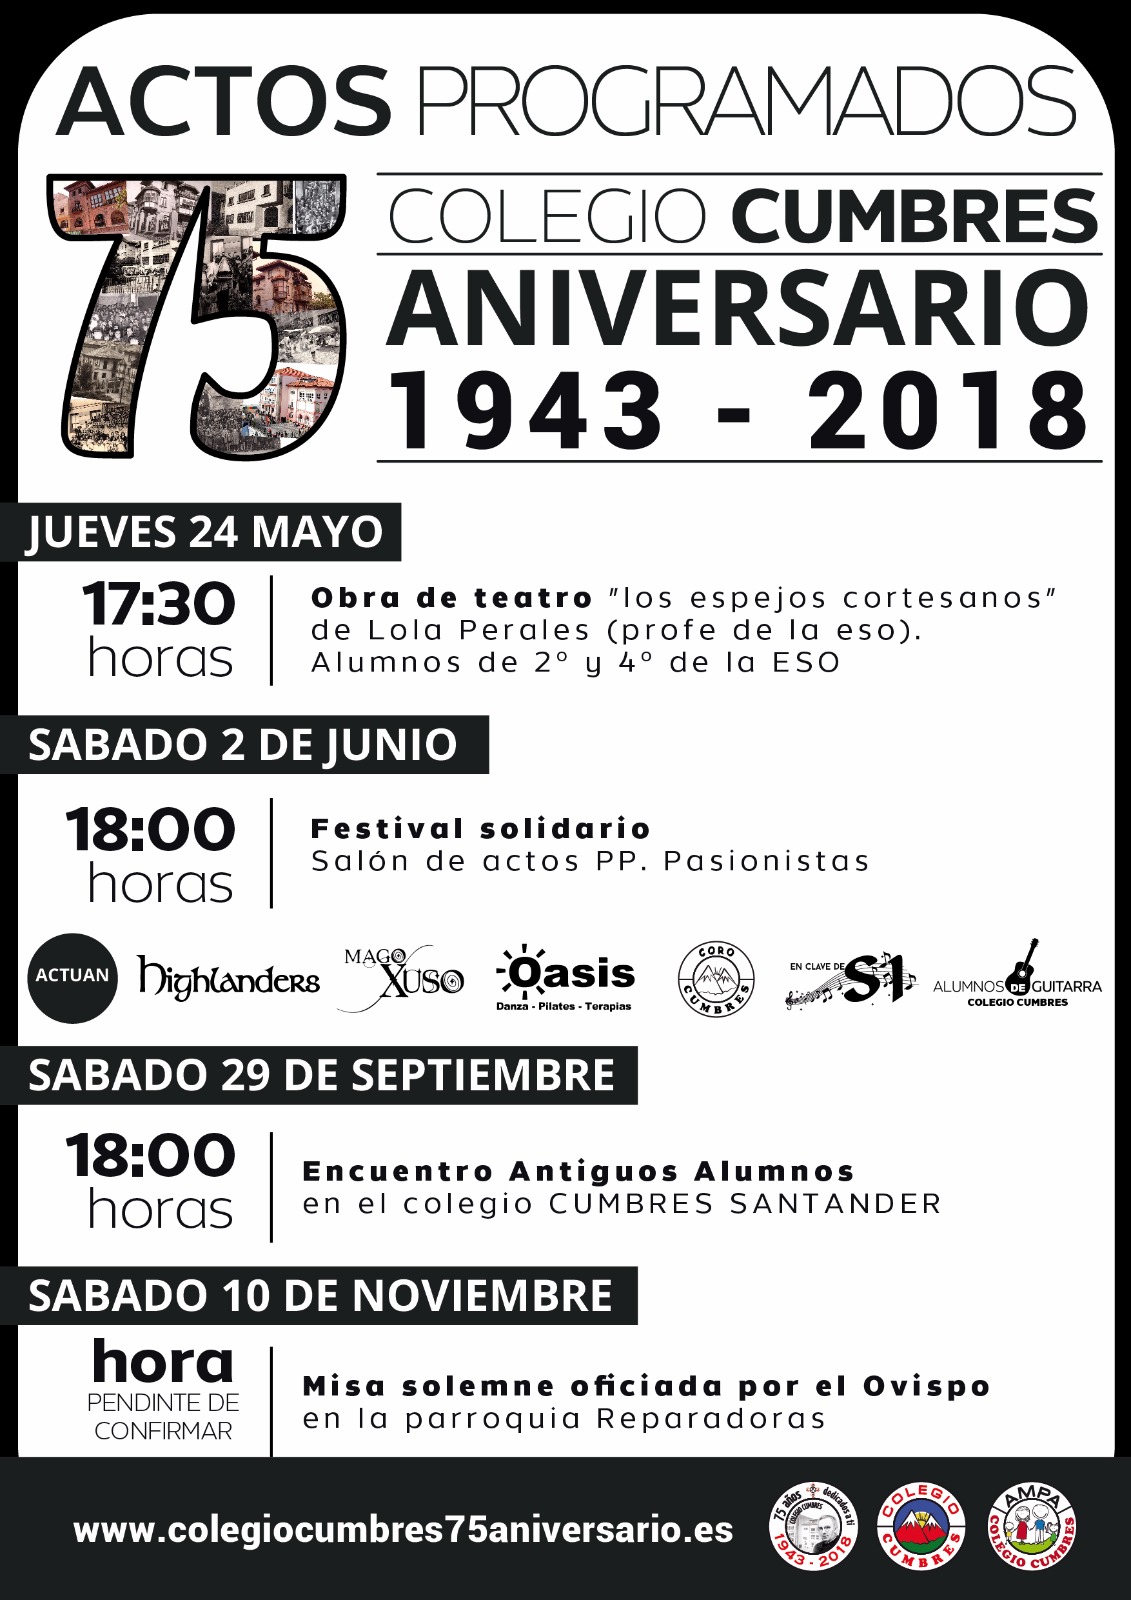 ACTOS PROGRAMADOS
75
COLEGIO CUMBRES
ANIVERSARIO
1943 - 2018
JUEVES 24 MAYO
17:30
horas
Obra de teatro "los espejos cortesanos"
de Lola Perales (profe de la eso).
Alumnos de 2º y 4º de la ESO
SABADO 2 DE JUNIO
18:00
horas
Festival solidario
Salón de actos PP. Pasionistas
ACTUAN
Highlanders
MAGO
XUSO
Oasis
Danza - Pilates - Terapias
CORO
CUMBRES
EN CLAVE DE SI
ALUMNOS DE GUITARRA
COLEGIO CUMBRES
SABADO 29 DE SEPTIEMBRE
18:00
horas
Encuentro Antiguos Alumnos
en el colegio CUMBRES SANTANDER
SABADO 10 DE NOVIEMBRE
hora
PENDINTE DE
CONFIRMAR
Misa solemne oficiada por el Ovispo
en la parroquia Reparadoras
www.colegiocumbres75aniversario.es
75 años dedicados a ti
COLEGIO CUMBRES
1943 - 2018
COLEGIO
CUMBRES
AMPA
COLEGIO CUMBRES